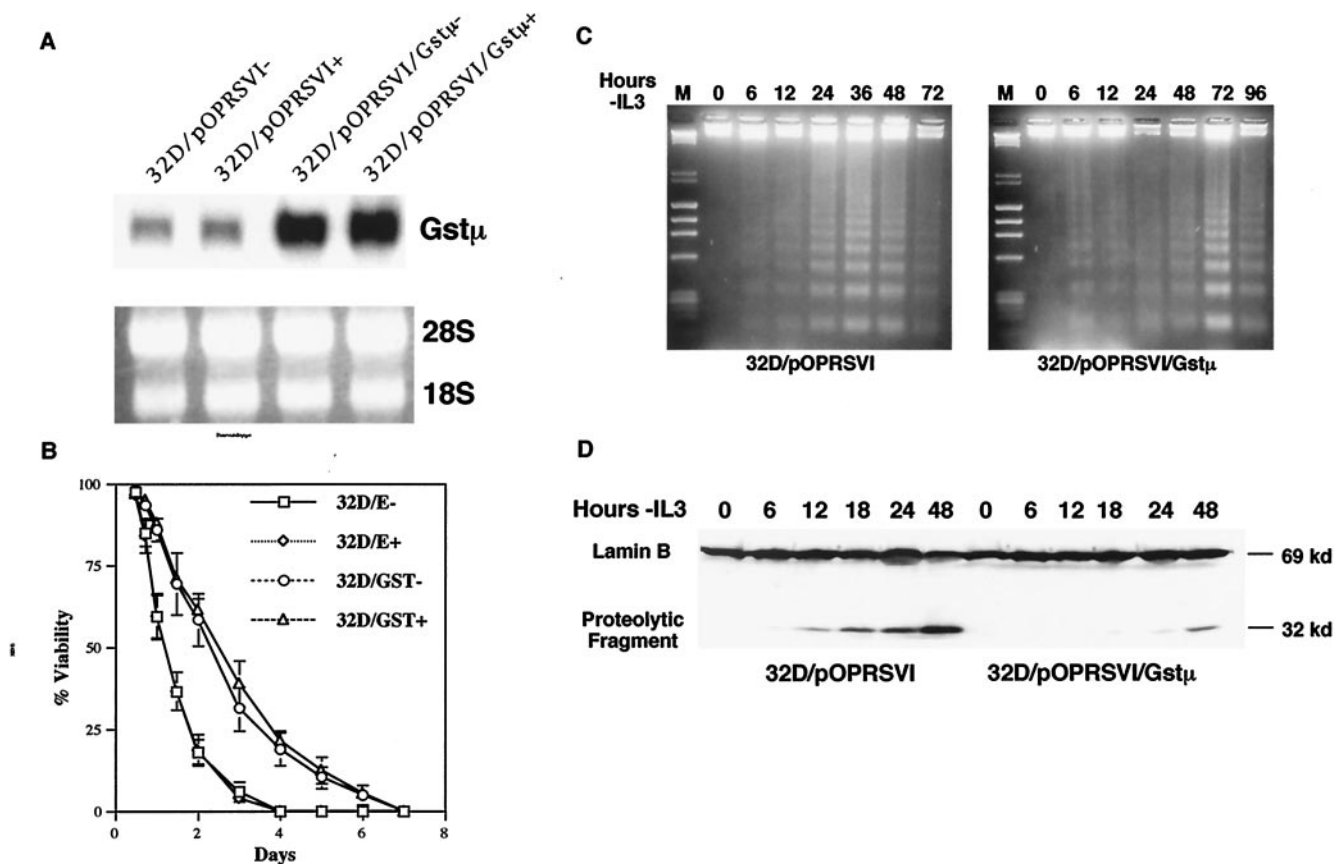 A
32D/pOPRSVI-
32D/pOPRSVI+
32D/pOPRSVI/Gstμ-
32D/pOPRSVI/Gstμ+
Gstμ
28S
18S
B
100
75
50
25
0
% Viability
0 2 4 6 8
Days
32D/E-
32D/E+
32D/GST-
32D/GST+
C
Hours
-IL3
M 0 6 12 24 36 48 72
32D/pOPRSVI
M 0 6 12 24 48 72 96
32D/pOPRSVI/Gstμ
D
Hours -IL3 0 6 12 18 24 48 0 6 12 18 24 48
Lamin B
69 kd
Proteolytic
Fragment
32 kd
32D/pOPRSVI 32D/pOPRSVI/Gstμ